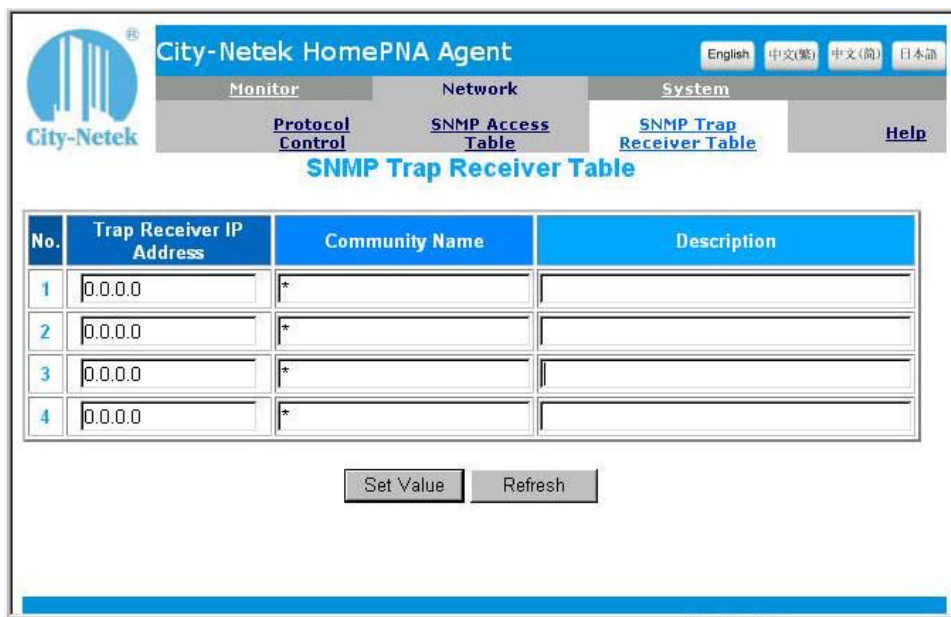 ®
City-Netek
City-Netek HomePNA Agent
English 中文(繁) 中文(簡) 日本語
Monitor Network System
Protocol Control SNMP Access Table SNMP Trap Receiver Table Help
SNMP Trap Receiver Table
No. Trap Receiver IP Address Community Name Description
1 0.0.0.0 *
2 0.0.0.0 *
3 0.0.0.0 *
4 0.0.0.0 *
Set Value Refresh